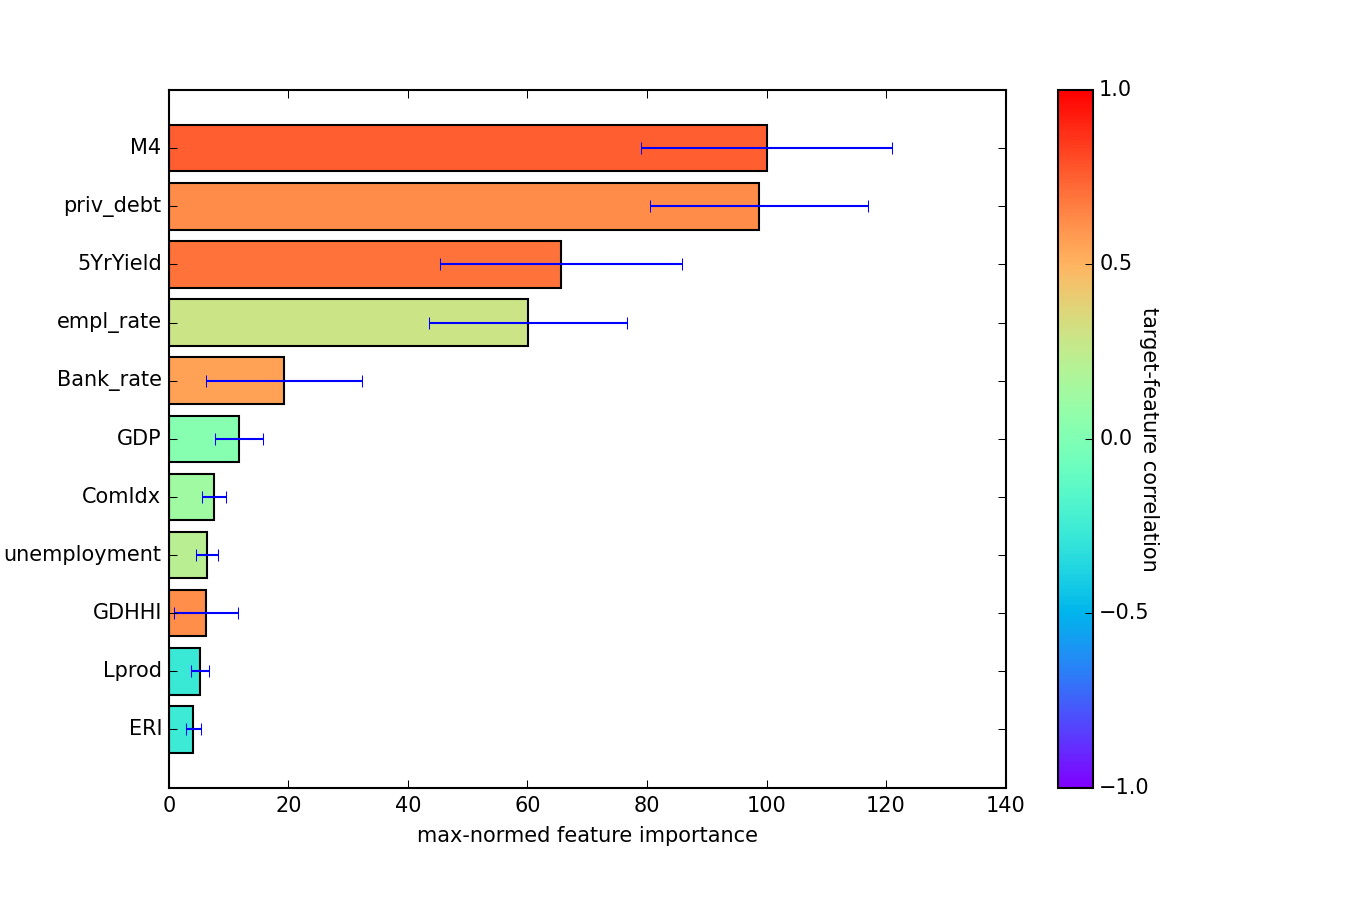 M4
priv_debt
5YrYield
empl_rate
Bank_rate
GDP
ComIdx
unemployment
GDHHI
Lprod
ERI
0 20 40 60 80 100 120 140
max-normed feature importance
1.0
0.5
0.0
−0.5
−1.0
target-feature correlation